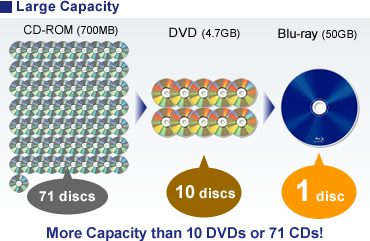 Large Capacity
CD-ROM (700MB)
DVD (4.7GB)
Blu-ray (50GB)
71 discs
10 discs
1 disc
More Capacity than 10 DVDs or 71 CDs!